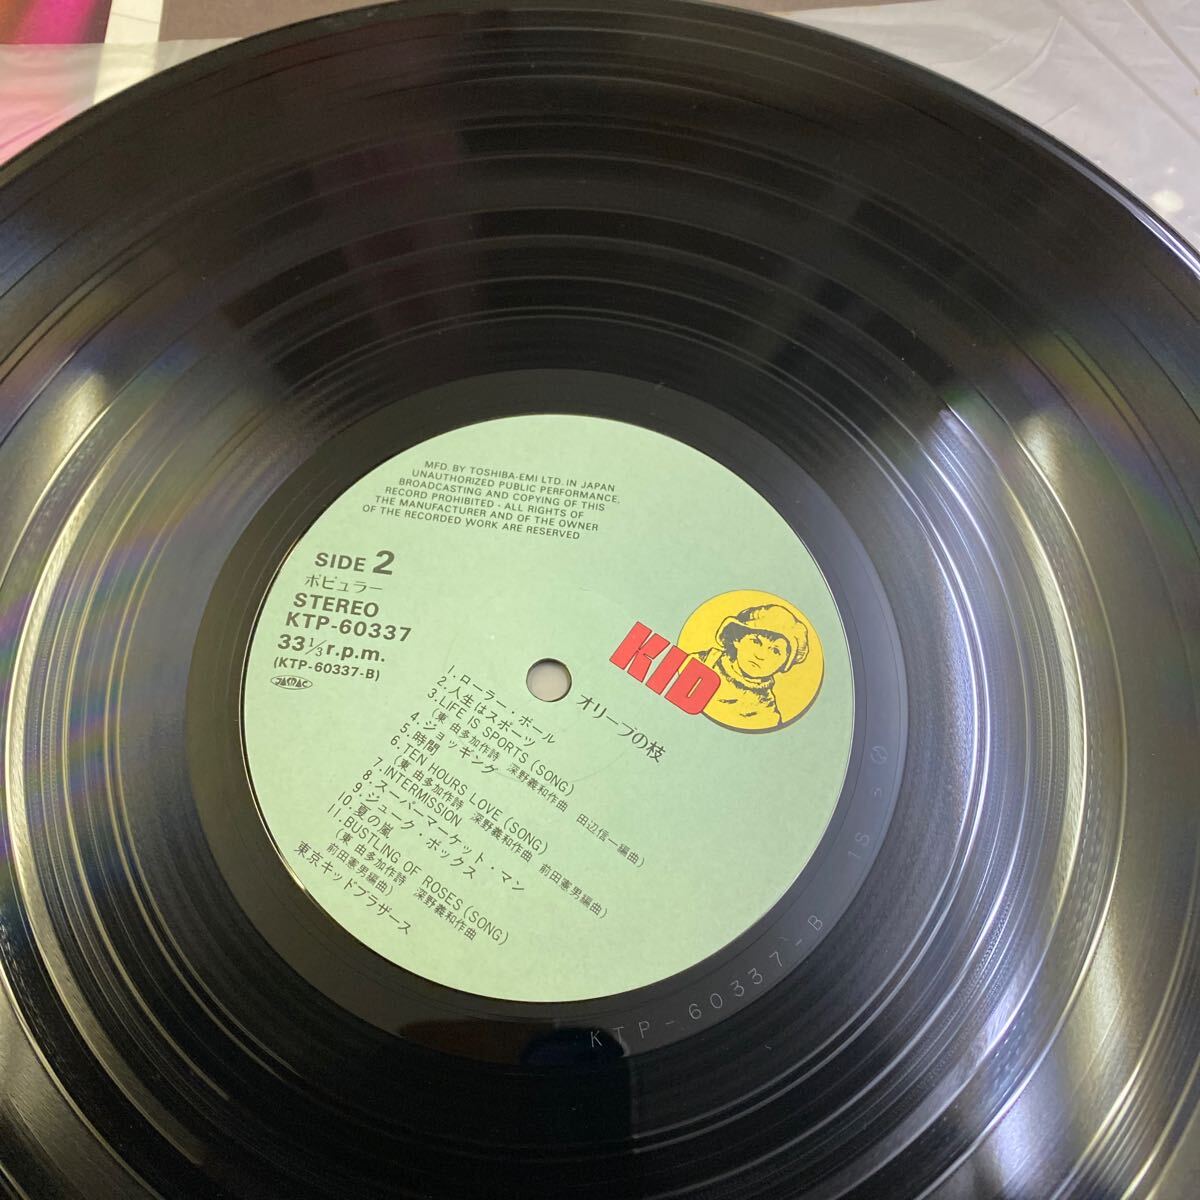 MFD. BY TOSHIBA-EMI LTD. IN JAPAN
UNAUTHORIZED PUBLIC PERFORMANCE,
BROADCASTING AND COPYING OF THIS
RECORD PROHIBITED - ALL RIGHTS OF
THE MANUFACTURER AND OF THE OWNER
OF THE RECORDED WORK ARE RESERVED
SIDE 2
ポピュラー
STEREO
KTP-60337
33 1/3 r.p.m.
(KTP-60337-B)
KID
オリーブの枝
1. ローラー・ボール
2. 人生はスポーツ
3. LIFE IS SPORTS (SONG)
(東 由多加作詩 深野義和作曲 田辺信一編曲)
4. ジョッギング
5. 時間
6. TEN HOURS LOVE (SONG)
(東 由多加作詩 深野義和作曲 前田憲男編曲)
7. INTERMISSION
8. スーパーマーケット・マン
9. ジューク・ボックス
10. 夏の嵐
11. BUSTLING OF ROSES (SONG)
(東 由多加作詩 深野義和作曲
前田憲男編曲)
東京キッドブラザース
KTP-60337-B 1S